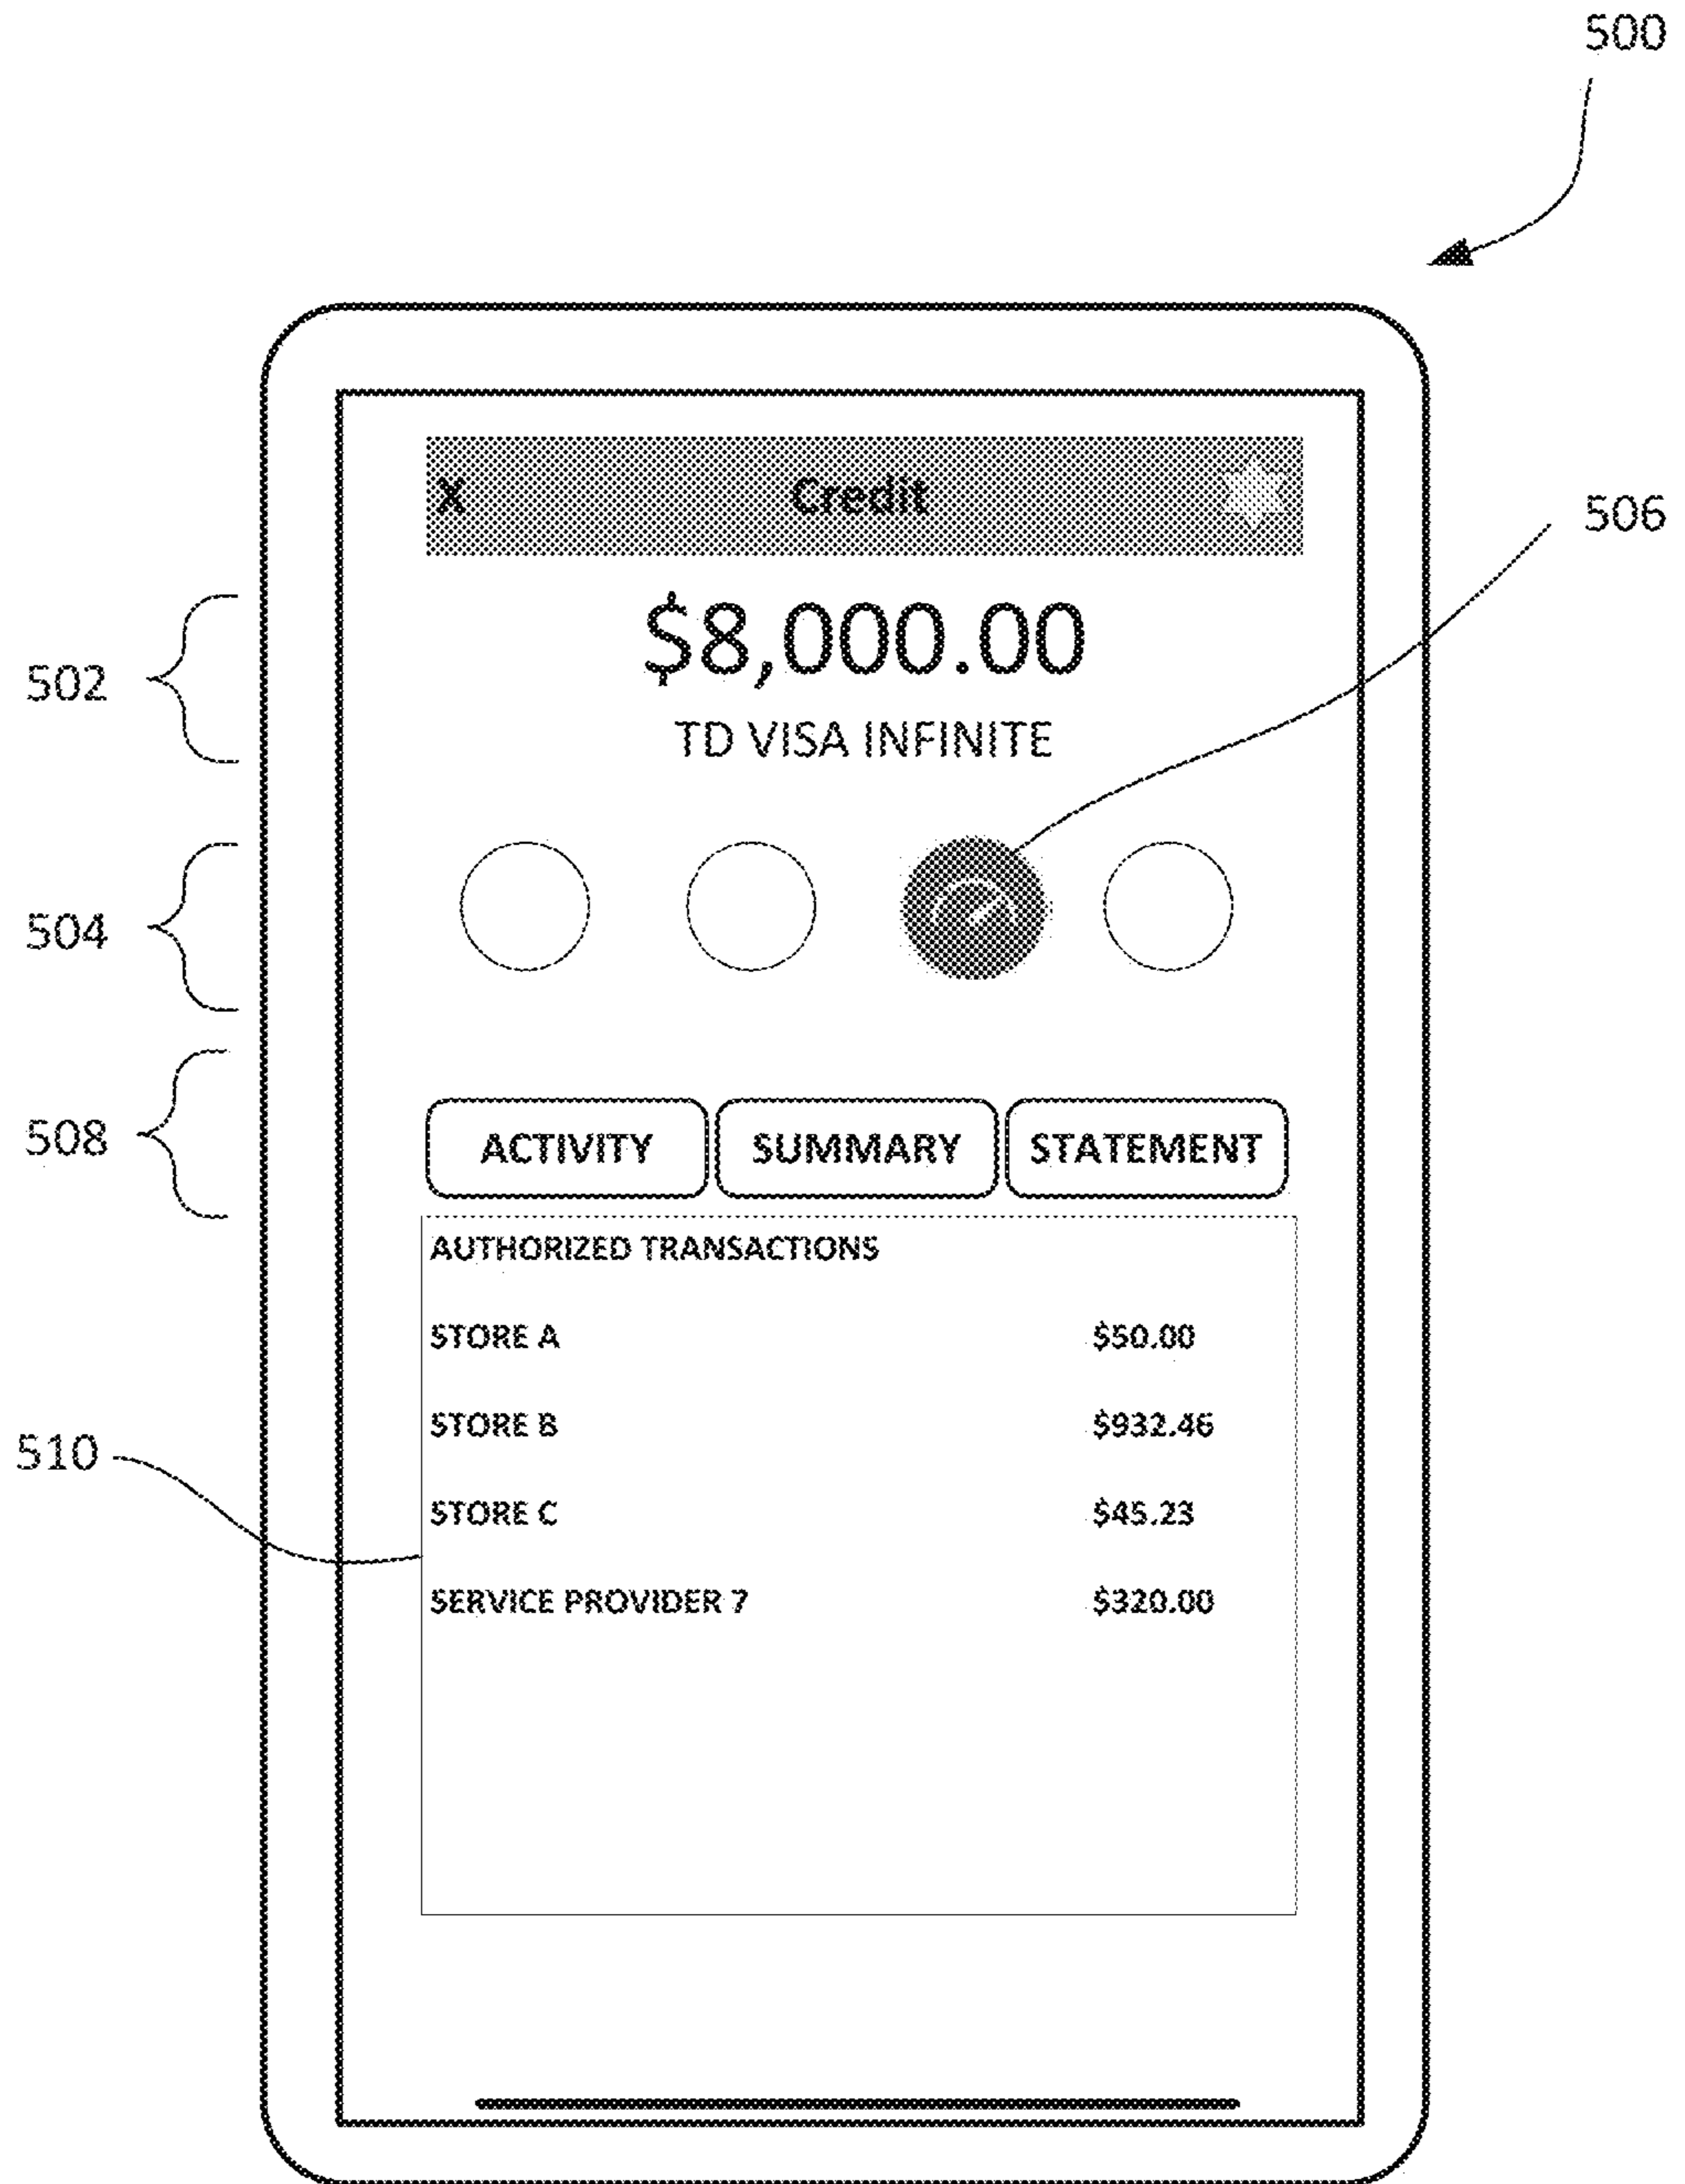 500
X Credit
506
$8,000.00
502
TD VISA INFINITE
504
508
ACTIVITY SUMMARY STATEMENT
AUTHORIZED TRANSACTIONS
STORE A $50.00
STORE B $932.46
510
STORE C $45.23
SERVICE PROVIDER 7 $320.00